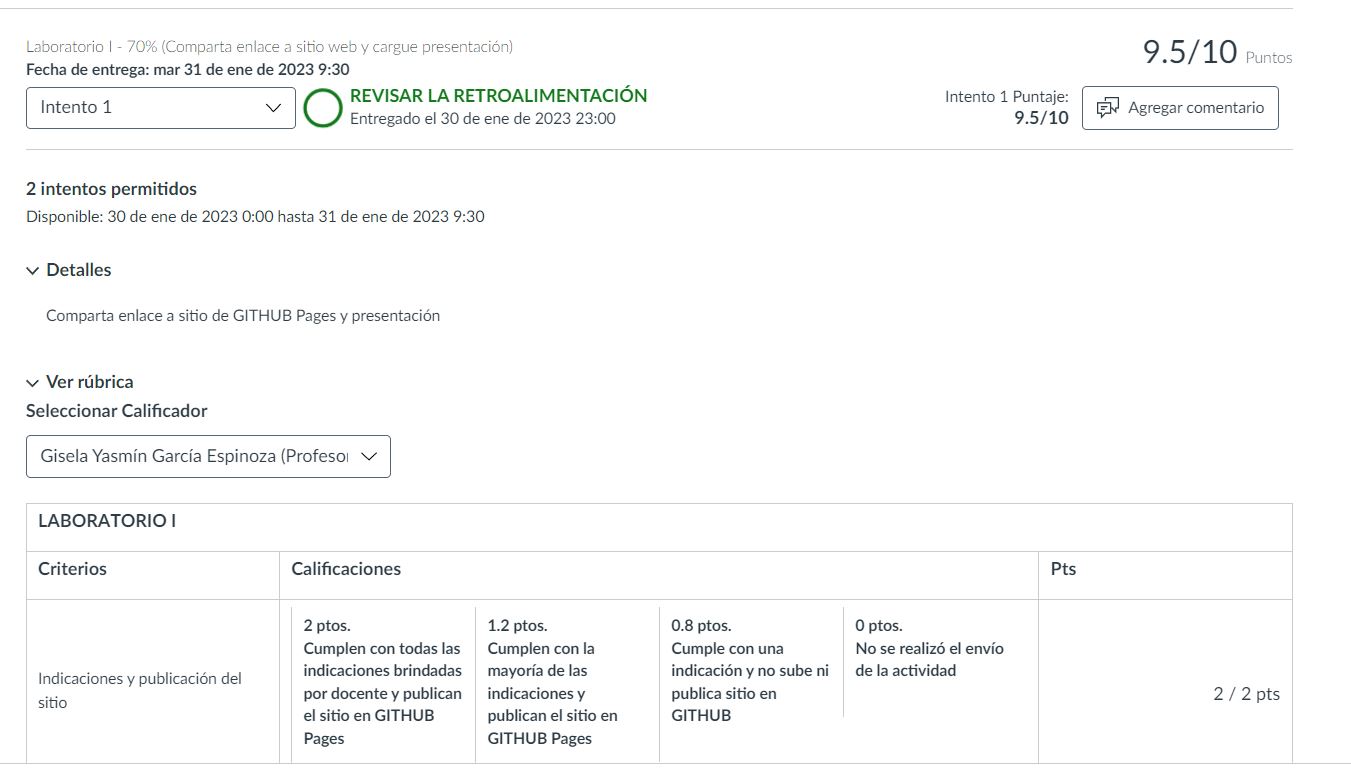 Laboratorio I - 70% (Comparta enlace a sitio web y cargue presentación)
9.5/10 Puntos
Fecha de entrega: mar 31 de ene de 2023 9:30
Intento 1
REVISAR LA RETROALIMENTACIÓN
Entregado el 30 de ene de 2023 23:00
Intento 1 Puntaje:
9.5/10
Agregar comentario
2 intentos permitidos
Disponible: 30 de ene de 2023 0:00 hasta 31 de ene de 2023 9:30
Detalles
Comparta enlace a sitio de GITHUB Pages y presentación
Ver rúbrica
Seleccionar Calificador
Gisela Yasmín García Espinoza (Profesor
LABORATORIO I
Criterios
Calificaciones
Pts
Indicaciones y publicación del
sitio
2 ptos.
Cumplen con todas las
indicaciones brindadas
por docente y publican
el sitio en GITHUB
Pages
1.2 ptos.
Cumplen con la
mayoría de las
indicaciones y
publican el sitio en
GITHUB Pages
0.8 ptos.
Cumple con una
indicación y no sube ni
publica sitio en
GITHUB
0 ptos.
No se realizó el envío
de la actividad
2 / 2 pts